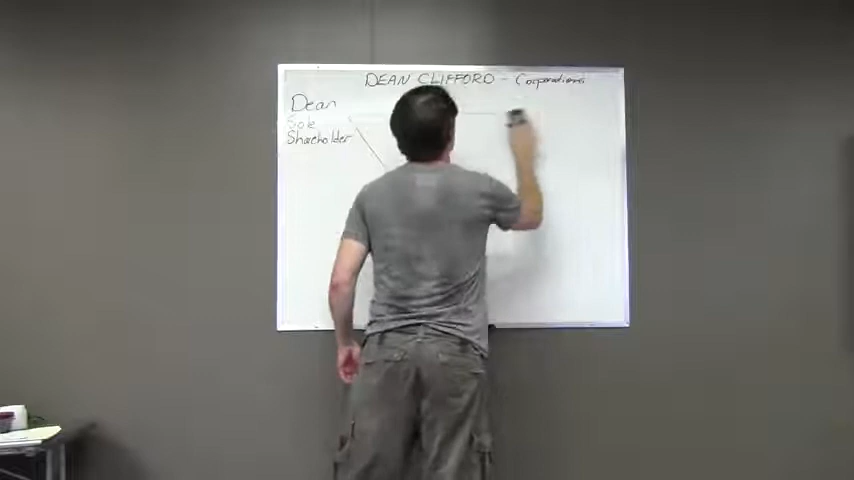 DEAN CLIFFORD - Corporations
Dean
Sole
Shareholder